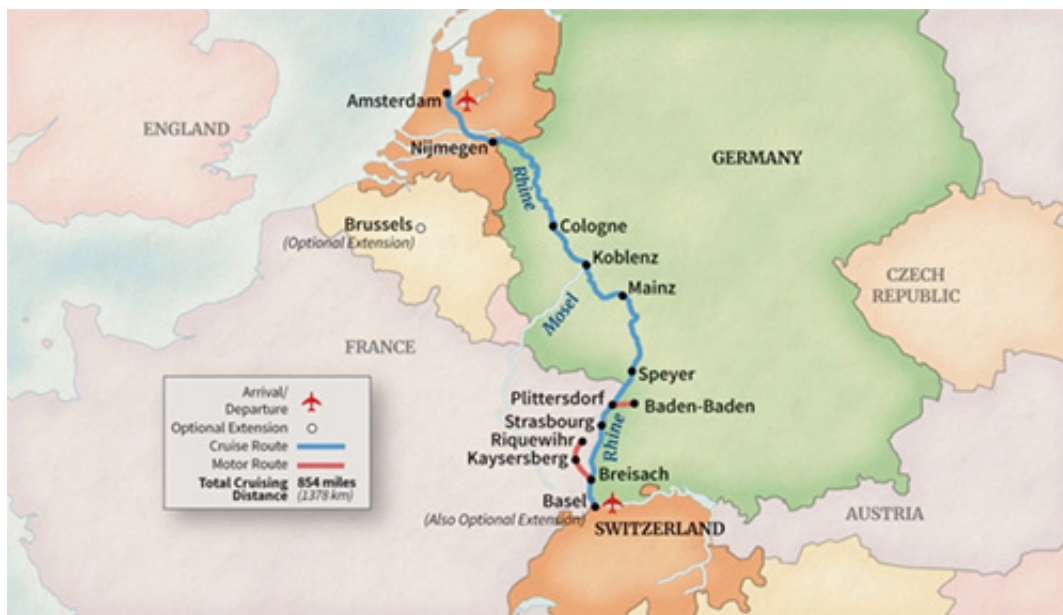 Amsterdam
ENGLAND
Nijmegen
GERMANY
Rhine
Brussels
(Optional Extension)
Cologne
Koblenz
CZECH
REPUBLIC
Mainz
Mosel
FRANCE
Speyer
Plittersdorf
Baden-Baden
Strasbourg
Riquewihr
Rhine
Kaysersberg
Breisach
Basel
(Also Optional Extension)
SWITZERLAND
AUSTRIA
Arrival/
Departure
Optional Extension
Cruise Route
Motor Route
Total Cruising 854 miles
Distance (1378 km)